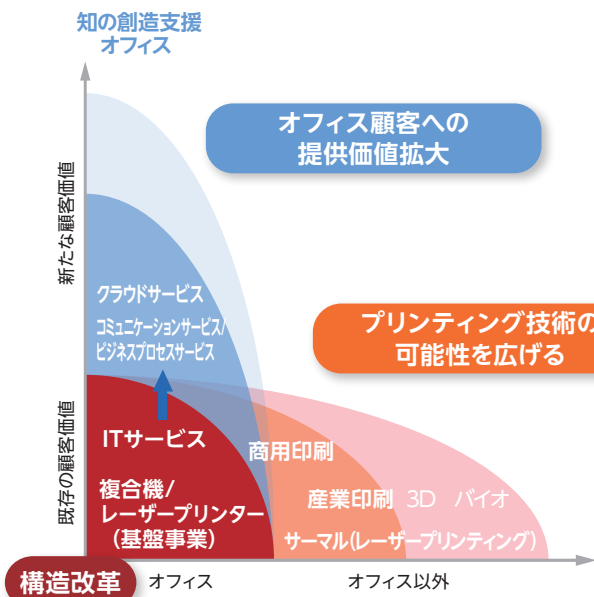 知の創造支援
オフィス
オフィス顧客への
提供価値拡大
新たな顧客価値
クラウドサービス
コミュニケーションサービス/
ビジネスプロセスサービス
プリンティング技術の
可能性を広げる
既存の顧客価値
ITサービス
商用印刷
複合機/
レーザープリンター
(基盤事業)
産業印刷 3D バイオ
サーマル(レーザープリンティング)
構造改革
オフィス
オフィス以外